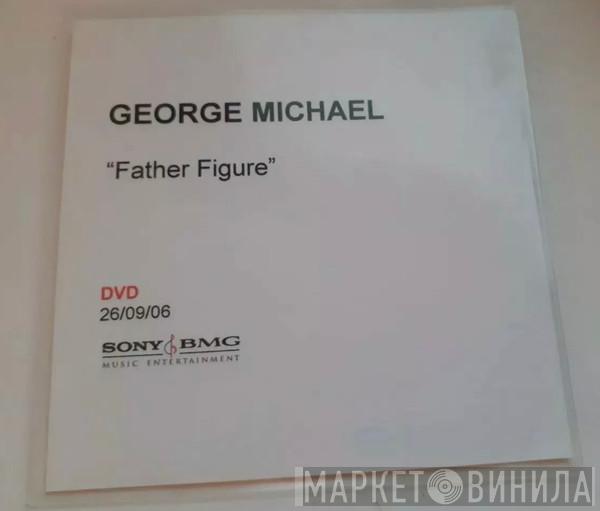 GEORGE MICHAEL
“Father Figure”
DVD
26/09/06
SONY BMG
MUSIC ENTERTAINMENT
МАРКЕТ ВИНИЛА